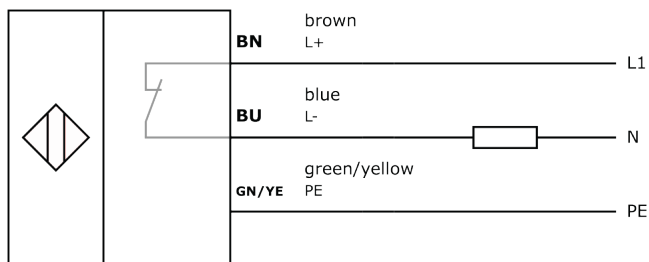 brown
BN L+ L1
blue
BU L- N
green/yellow
GN/YE PE PE